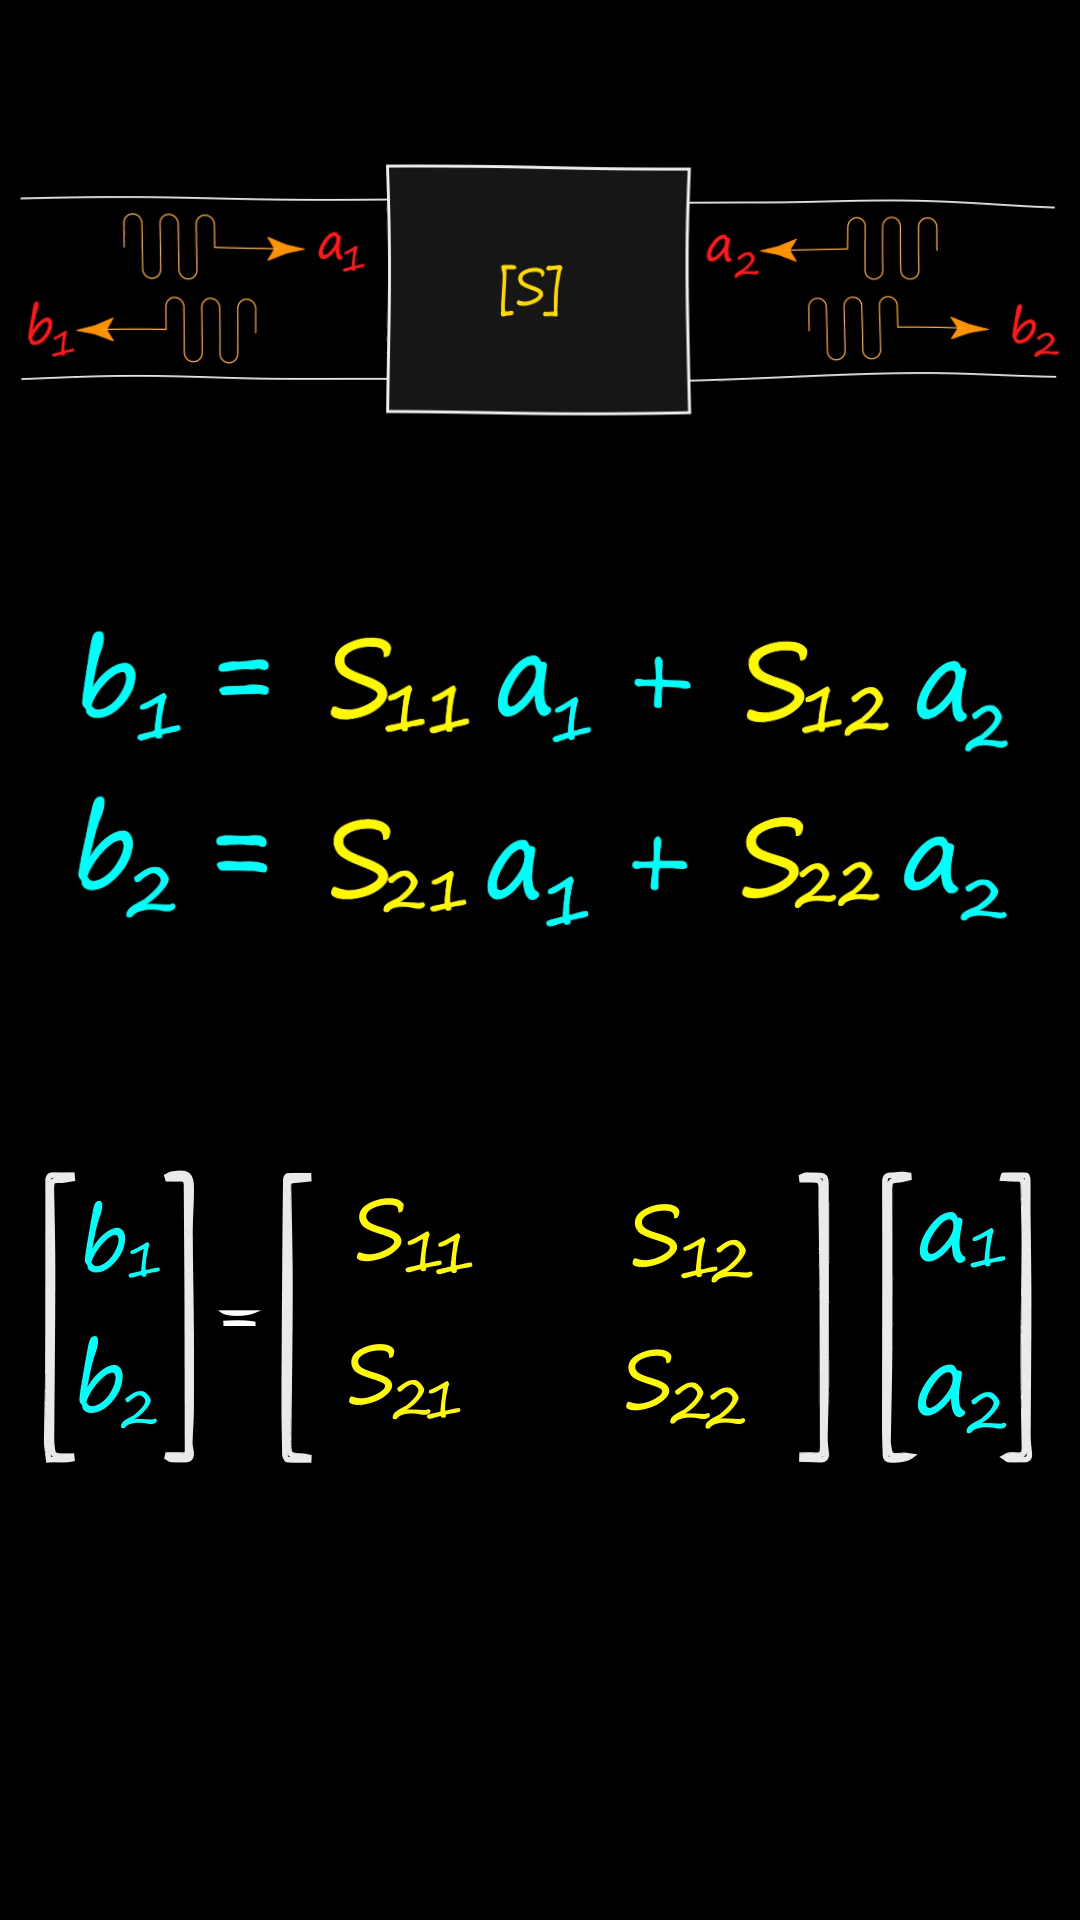 a₁ [S] a₂
b₁ b₂
b₁ = S₁₁ a₁ + S₁₂ a₂
b₂ = S₂₁ a₁ + S₂₂ a₂
[b₁] = [S₁₁ S₁₂] [a₁]
[b₂] [S₂₁ S₂₂] [a₂]